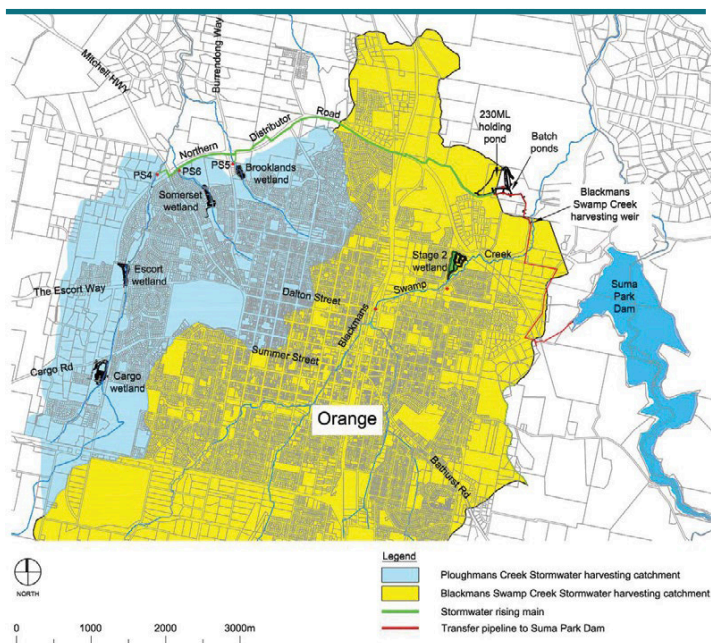 Mitchell HWY
Burrendong Way
Northern
Distributor
Road
230ML
holding
pond
Batch
ponds
PS4
PS6
PS5
Brooklands
wetland
Somerset
wetland
Blackmans
Swamp Creek
harvesting weir
Escort
wetland
The Escort Way
Stage 2
wetland
Creek
Swamp
Blackmans
Suma
Park
Dam
Dalton Street
Summer Street
Cargo Rd
Cargo
wetland
Orange
Bathurst Rd
Legend
Ploughmans Creek Stormwater harvesting catchment
Blackmans Swamp Creek Stormwater harvesting catchment
Stormwater rising main
Transfer pipeline to Suma Park Dam
NORTH
0 1000 2000 3000m